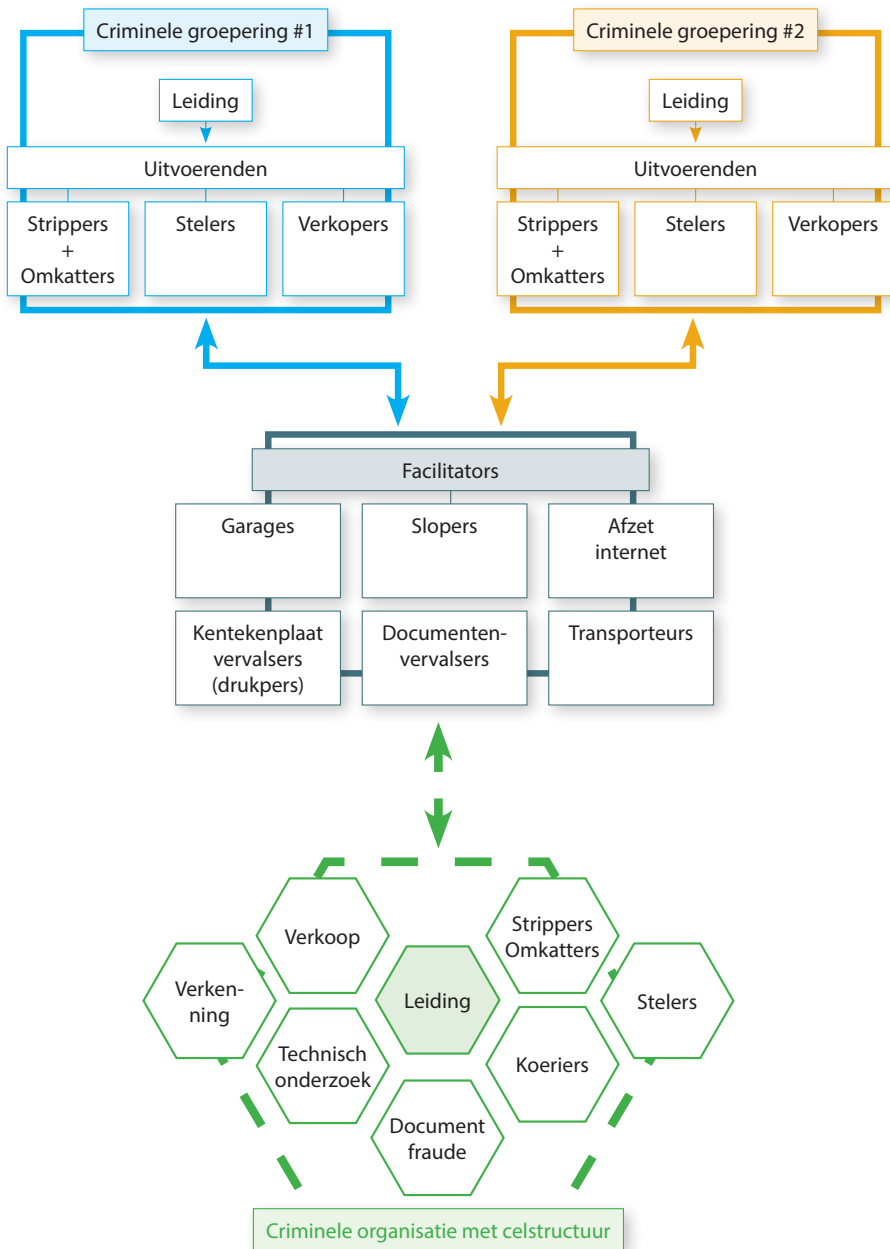 Criminele groepering #1
Leiding
Uitvoerenden
Strippers
+
Omkatters
Stelers
Verkopers
Criminele groepering #2
Leiding
Uitvoerenden
Strippers
+
Omkatters
Stelers
Verkopers
Facilitators
Garages
Slopers
Afzet
internet
Kentekenplaat
vervalsers
(drukpers)
Documenten-
vervalsers
Transporteurs
Verkoop
Strippers
Omkatters
Verken-
ning
Leiding
Stelers
Technisch
onderzoek
Koeriers
Document
fraude
Criminele organisatie met celstructuur